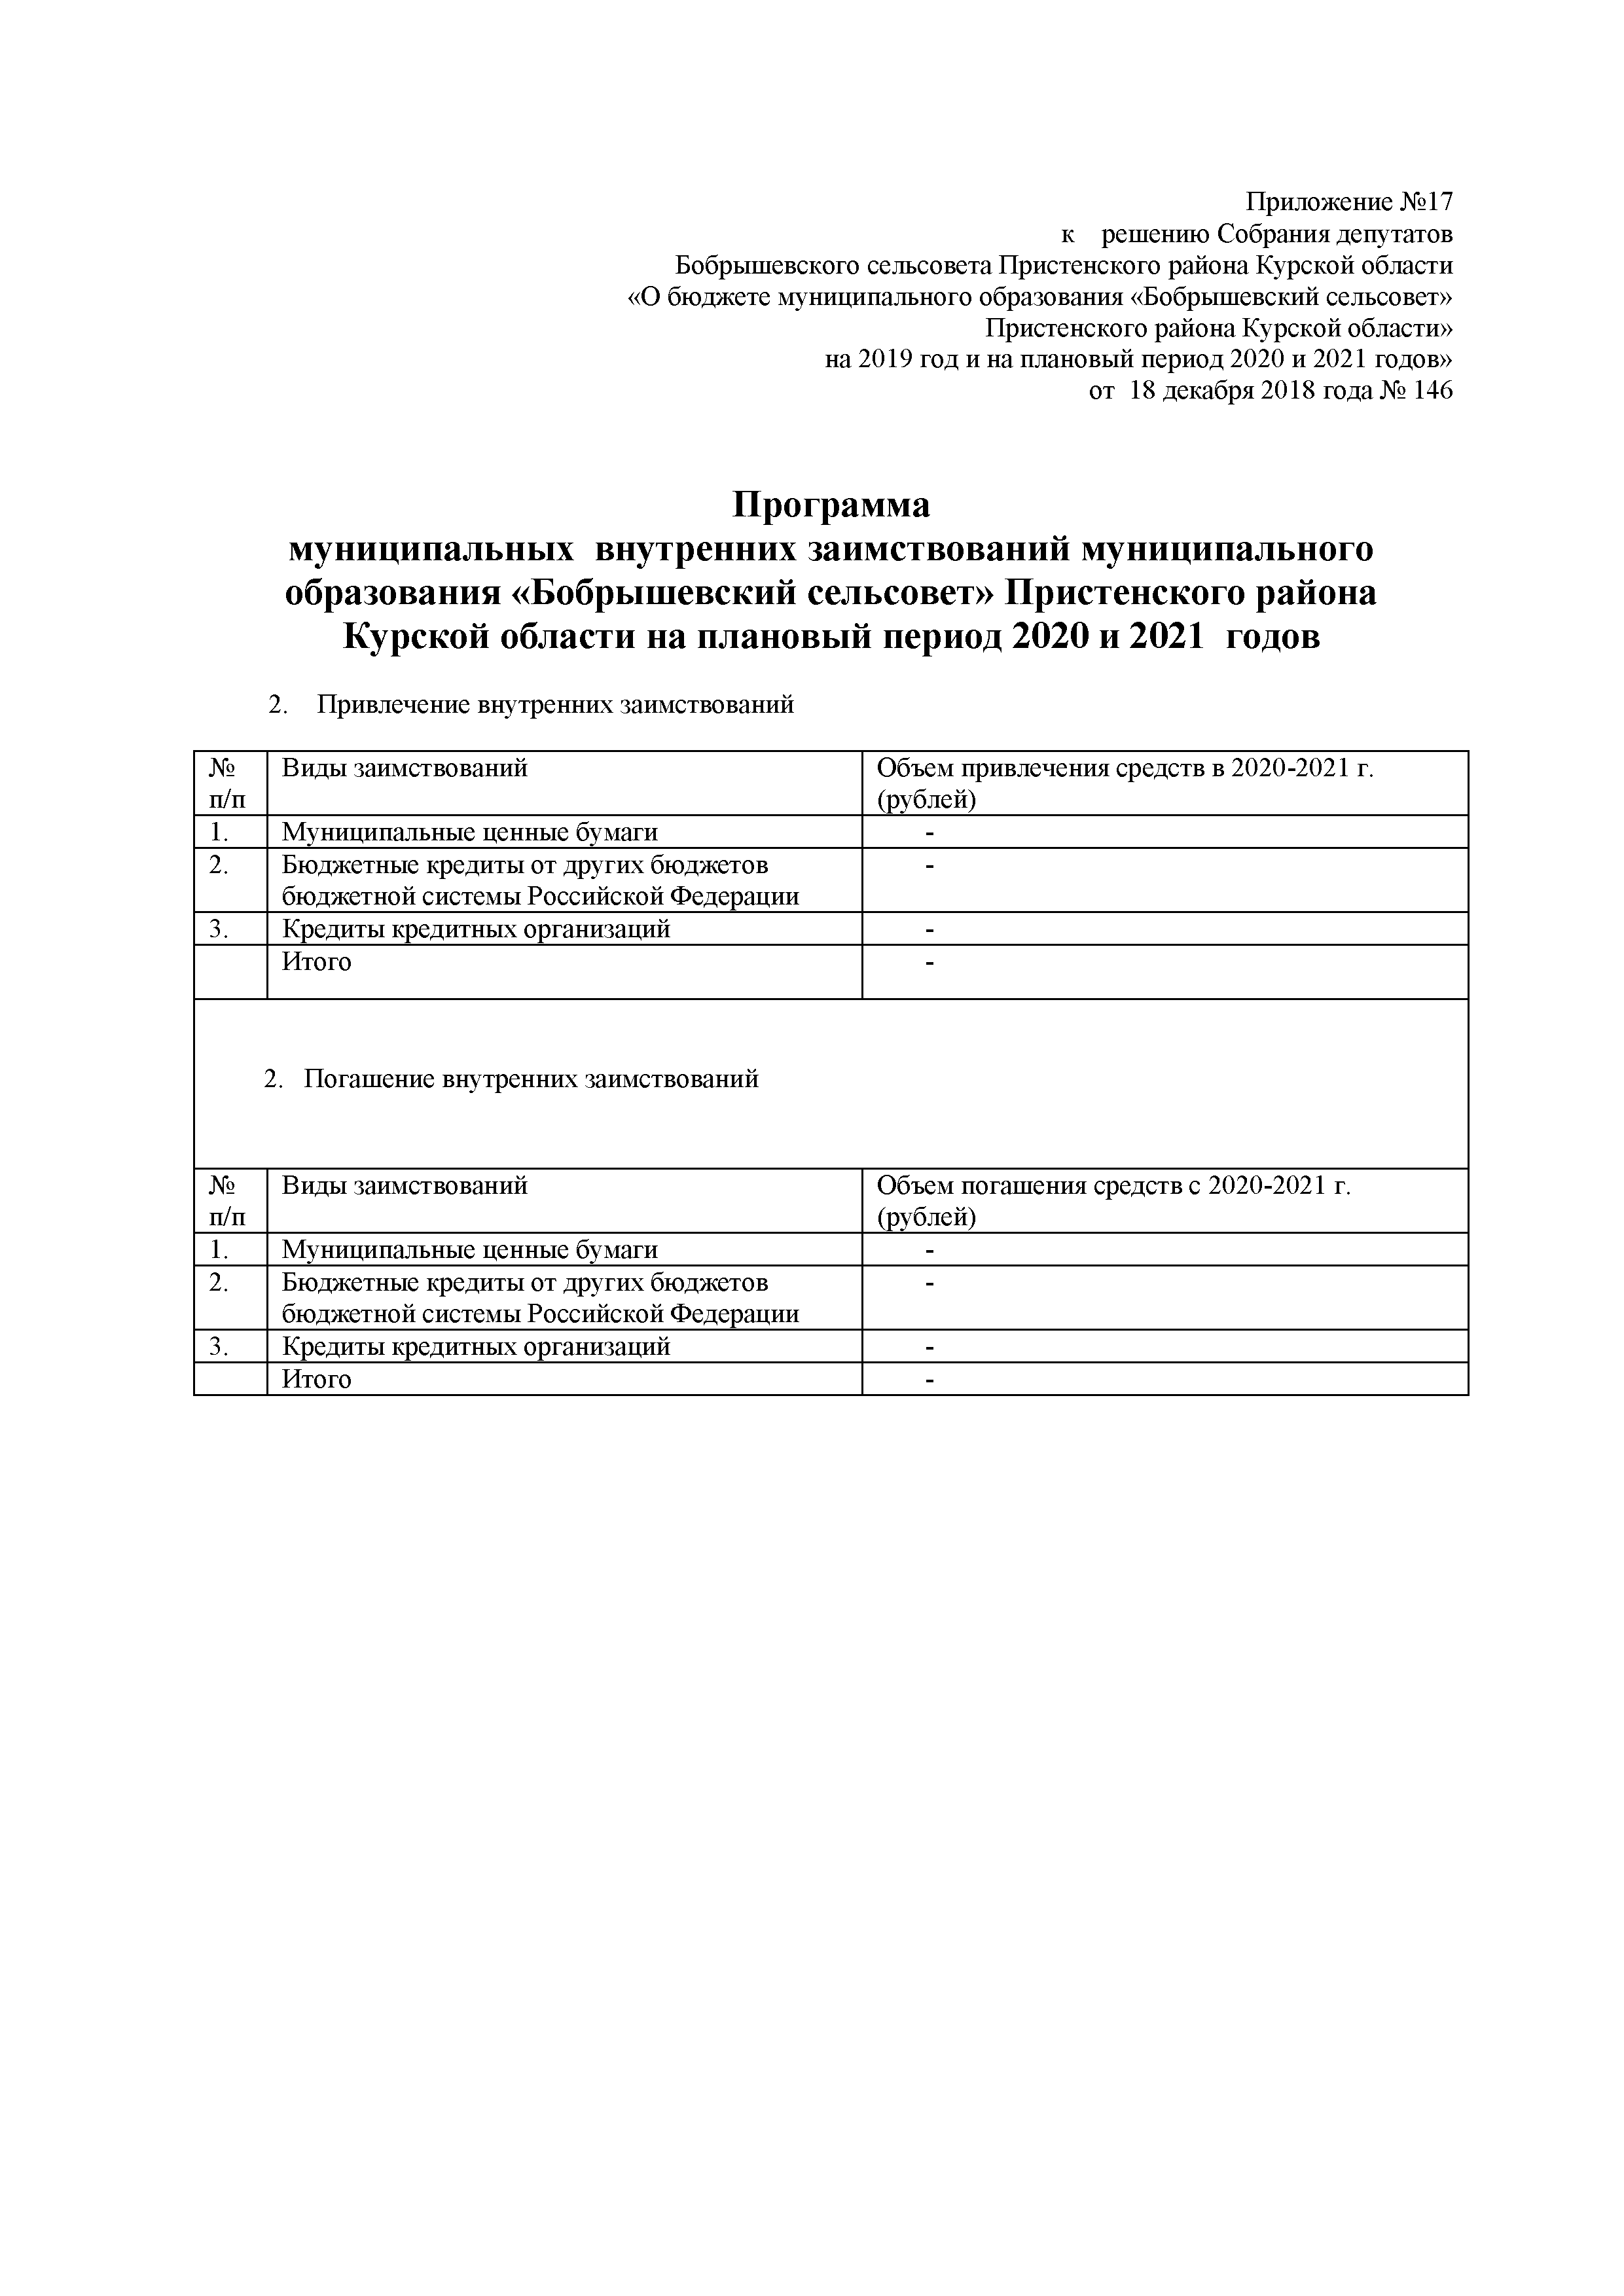 Приложение №17
к    решению Собрания депутатов
Бобрышевского сельсовета Пристенского района Курской области
«О бюджете муниципального образования «Бобрышевский сельсовет»
Пристенского района Курской области»
на 2019 год и на плановый период 2020 и 2021 годов»
от  18 декабря 2018 года № 146
Программа
муниципальных  внутренних заимствований муниципального
образования «Бобрышевский сельсовет» Пристенского района
Курской области на плановый период 2020 и 2021  годов
2. Привлечение внутренних заимствований
№ п/п Виды заимствований Объем привлечения средств в 2020-2021 г. (рублей)
1. Муниципальные ценные бумаги -
2. Бюджетные кредиты от других бюджетов -
бюджетной системы Российской Федерации
3. Кредиты кредитных организаций -
Итого -
2. Погашение внутренних заимствований
№ п/п Виды заимствований Объем погашения средств с 2020-2021 г. (рублей)
1. Муниципальные ценные бумаги -
2. Бюджетные кредиты от других бюджетов -
бюджетной системы Российской Федерации
3. Кредиты кредитных организаций -
Итого -